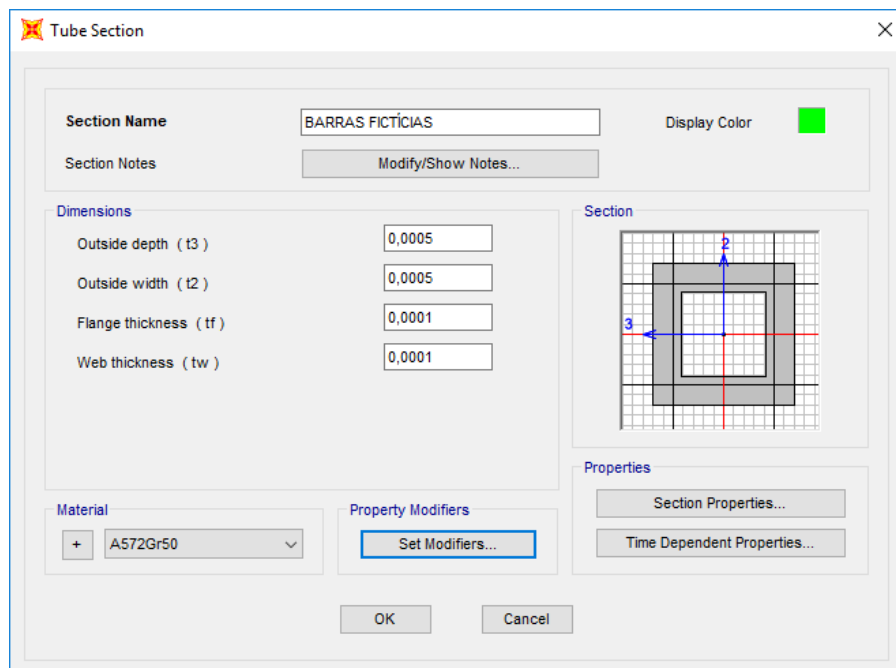 Tube Section
Section Name
BARRAS FICTÍCIAS
Display Color
Section Notes
Modify/Show Notes...
Dimensions
Outside depth ( t3 )
0,0005
Outside width ( t2 )
0,0005
Flange thickness ( tf )
0,0001
Web thickness ( tw )
0,0001
Section
2
3
Material
+
A572Gr50
Property Modifiers
Set Modifiers...
Properties
Section Properties...
Time Dependent Properties...
OK
Cancel